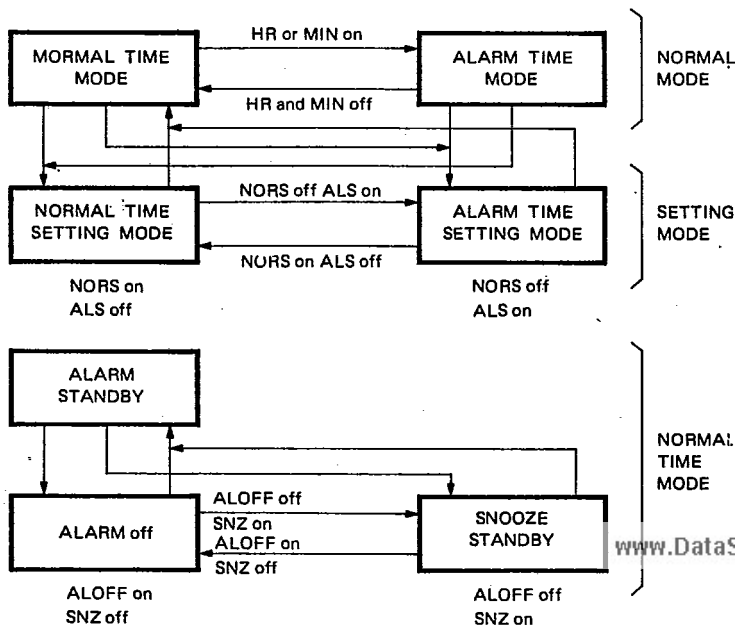 MORMAL TIME
MODE
HR or MIN on
HR and MIN off
ALARM TIME
MODE
NORMAL
MODE
NORMAL TIME
SETTING MODE
NORS off ALS on
NORS on ALS off
ALARM TIME
SETTING MODE
SETTING
MODE
NORS on
ALS off
NORS off
ALS on
ALARM
STANDBY
NORMAL
TIME
MODE
ALARM off
ALOFF off
SNZ on
ALOFF on
SNZ off
SNOOZE
STANDBY
www.DataS
ALOFF on
SNZ off
ALOFF off
SNZ on